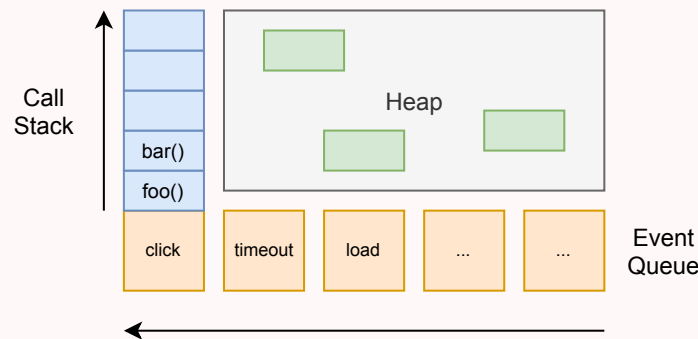 Call
Stack
Heap
bar()
foo()
click
timeout
load
...
...
Event
Queue